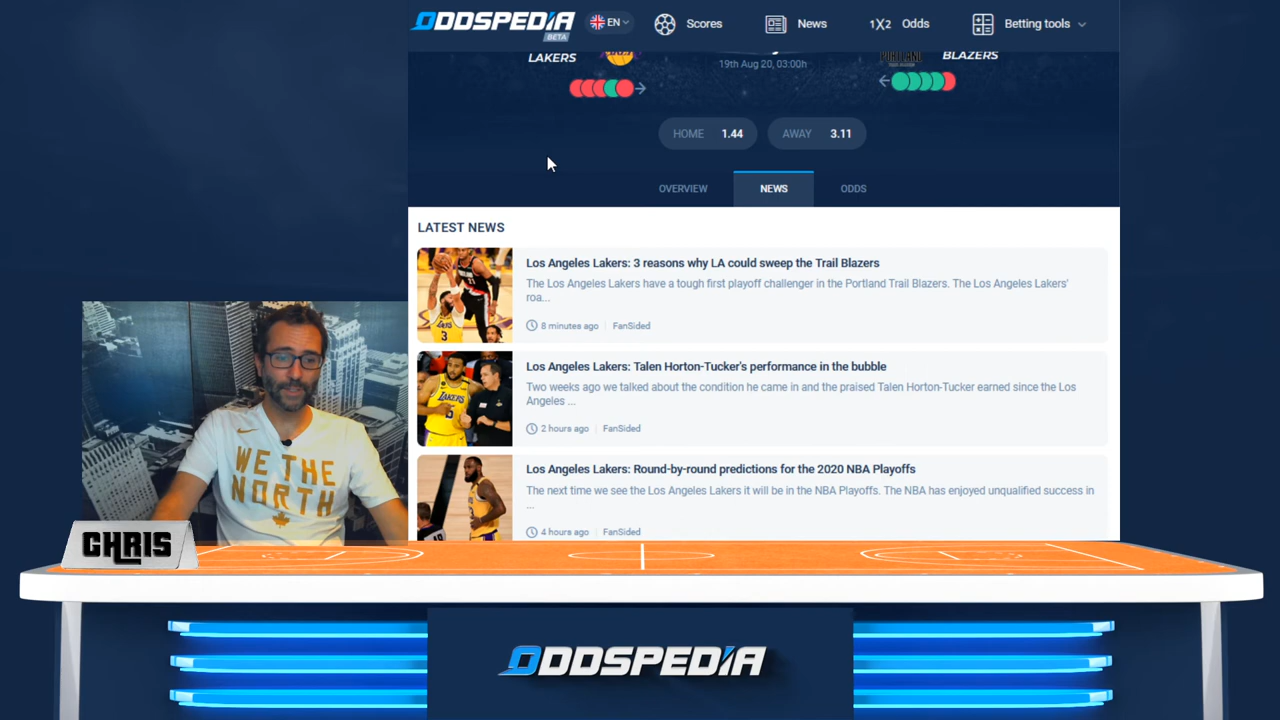 ODDSPEDIA
BETA
EN
Scores
News
1X2 Odds
Betting tools
LAKERS
19th Aug 20, 03:00h
PORTLAND
BLAZERS
HOME 1.44
AWAY 3.11
OVERVIEW
NEWS
ODDS
LATEST NEWS
Los Angeles Lakers: 3 reasons why LA could sweep the Trail Blazers
The Los Angeles Lakers have a tough first playoff challenger in the Portland Trail Blazers. The Los Angeles Lakers'
roa...
8 minutes ago FanSided
Los Angeles Lakers: Talen Horton-Tucker's performance in the bubble
Two weeks ago we talked about the condition he came in and the praised Talen Horton-Tucker earned since the Los
Angeles ...
2 hours ago FanSided
Los Angeles Lakers: Round-by-round predictions for the 2020 NBA Playoffs
The next time we see the Los Angeles Lakers it will be in the NBA Playoffs. The NBA has enjoyed unqualified success in
...
4 hours ago FanSided
WE THE
NORTH
CHRIS
ODDSPEDIA